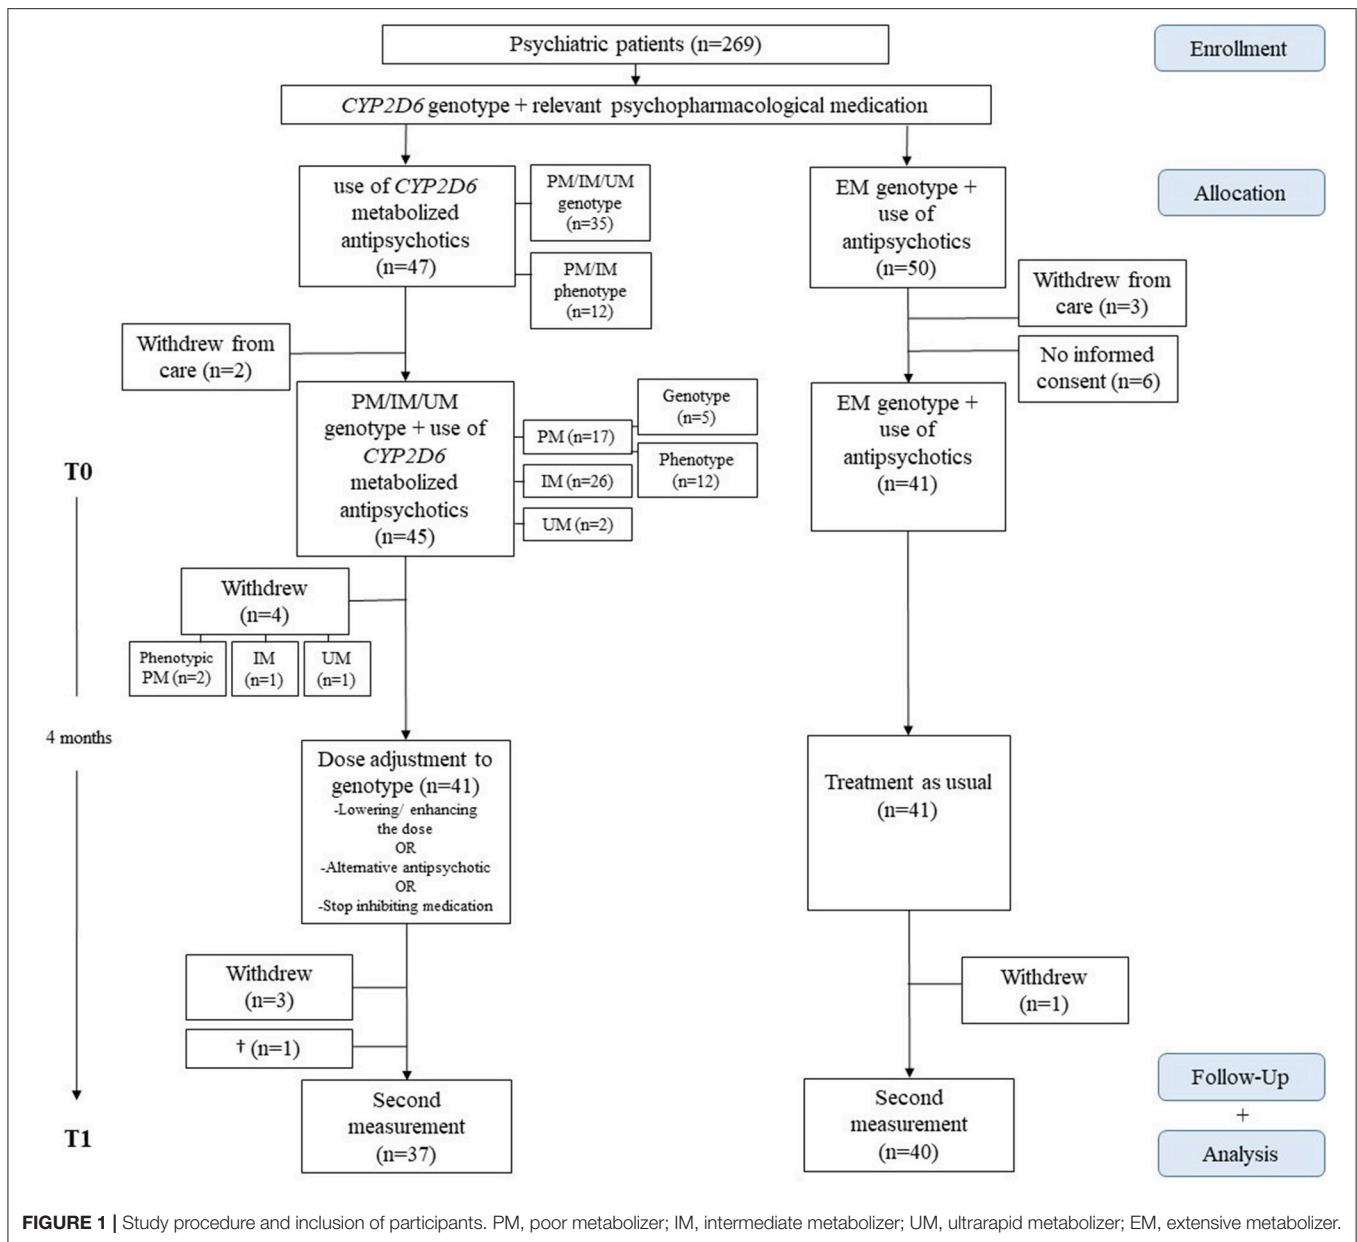 Psychiatric patients (n=269)
Enrollment
CYP2D6 genotype + relevant psychopharmacological medication
use of CYP2D6
metabolized
antipsychotics
(n=47)
PM/IM/UM
genotype
(n=35)
PM/IM
phenotype
(n=12)
EM genotype +
use of
antipsychotics
(n=50)
Allocation
Withdrew from
care (n=3)
No informed
consent (n=6)
Withdrew from
care (n=2)
PM/IM/UM
genotype + use of
CYP2D6
metabolized
antipsychotics
(n=45)
PM (n=17)
IM (n=26)
UM (n=2)
Genotype
(n=5)
Phenotype
(n=12)
EM genotype +
use of
antipsychotics
(n=41)
T0
Withdrew
(n=4)
Phenotypic
PM (n=2)
IM
(n=1)
UM
(n=1)
4 months
Dose adjustment to
genotype (n=41)
-Lowering/ enhancing
the dose
OR
-Alternative antipsychotic
OR
-Stop inhibiting medication
Treatment as usual
(n=41)
Withdrew
(n=3)
† (n=1)
Withdrew
(n=1)
Second
measurement
(n=37)
Second
measurement
(n=40)
T1
Follow-Up
+
Analysis
FIGURE 1 | Study procedure and inclusion of participants. PM, poor metabolizer; IM, intermediate metabolizer; UM, ultrarapid metabolizer; EM, extensive metabolizer.